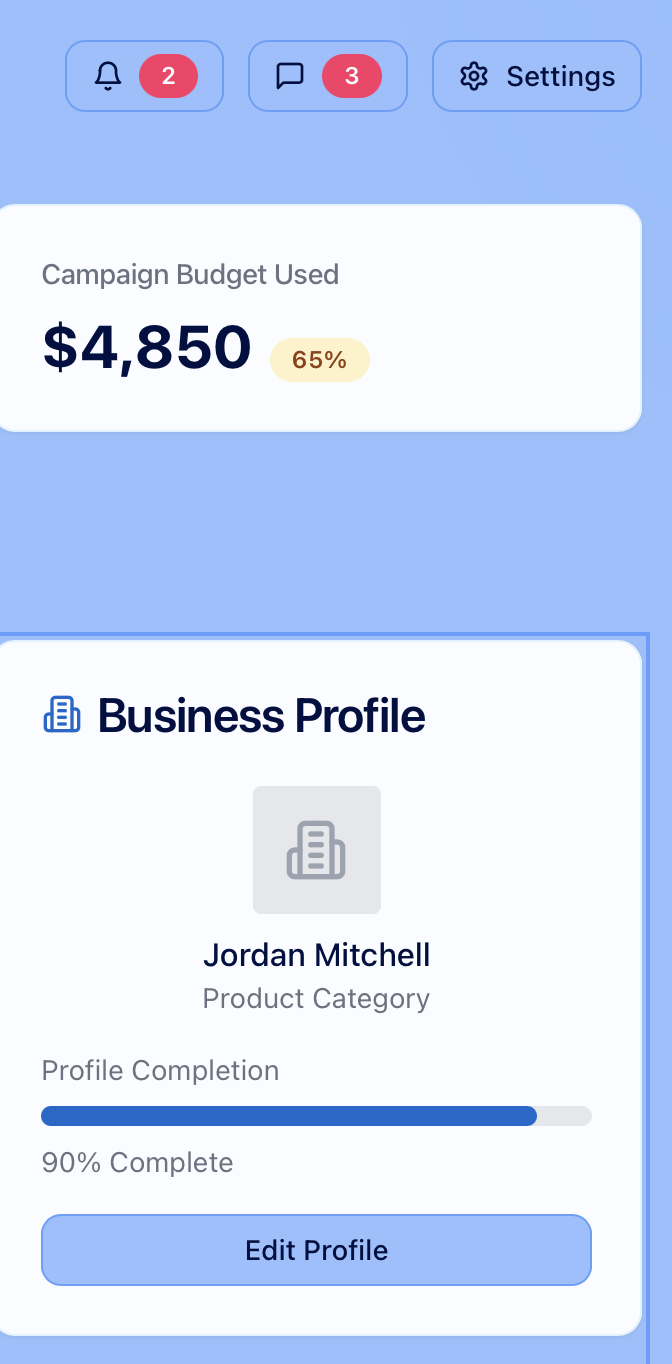 2 3 Settings
Campaign Budget Used
$4,850 65%
Business Profile
Jordan Mitchell
Product Category
Profile Completion
90% Complete
Edit Profile